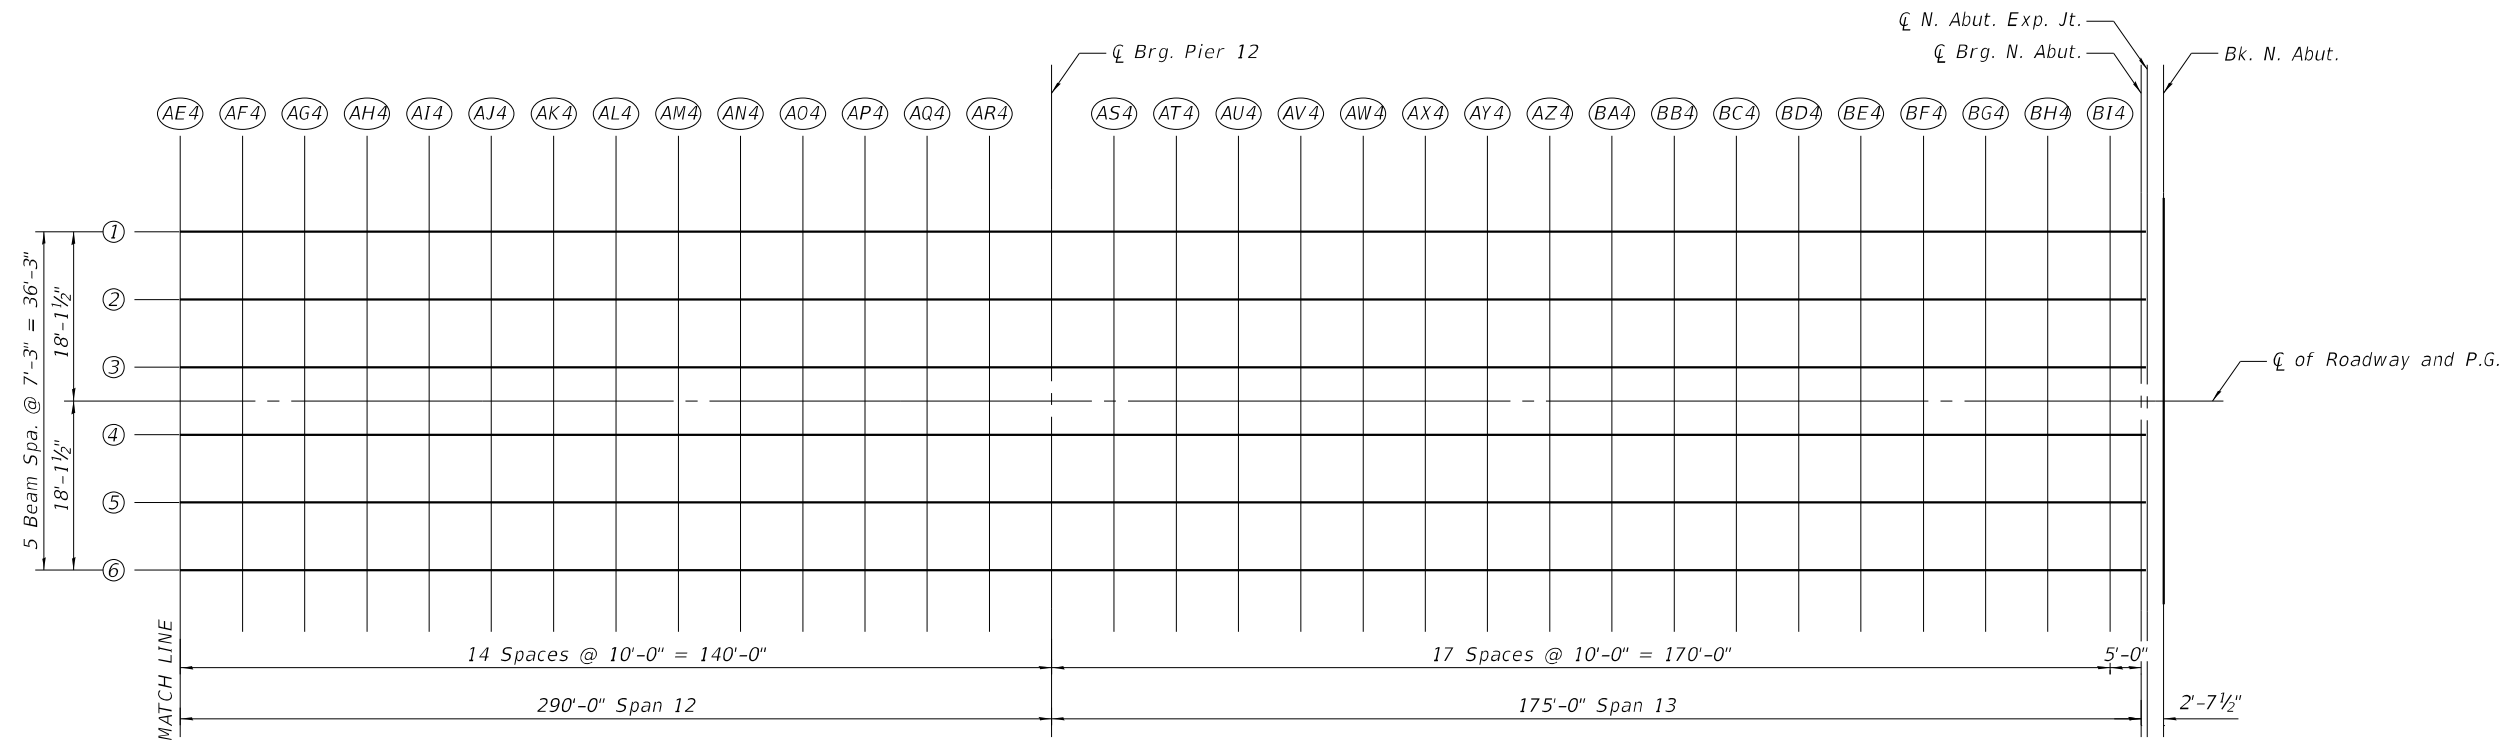 ℄ N. Abut. Exp. Jt.
℄ Brg. Pier 12
℄ Brg. N. Abut.
Bk. N. Abut.
AE4 AF4 AG4 AH4 AI4 AJ4 AK4 AL4 AM4 AN4 AO4 AP4 AQ4 AR4 AS4 AT4 AU4 AV4 AW4 AX4 AY4 AZ4 BA4 BB4 BC4 BD4 BE4 BF4 BG4 BH4 BI4
1
2
3
4
5
6
5 Beam Spa. @ 7'-3" = 36'-3"
18'-1½"
18'-1½"
℄ of Roadway and P.G.
MATCH LINE
14 Spaces @ 10'-0" = 140'-0"
17 Spaces @ 10'-0" = 170'-0"
5'-0"
290'-0" Span 12
175'-0" Span 13
2'-7½"